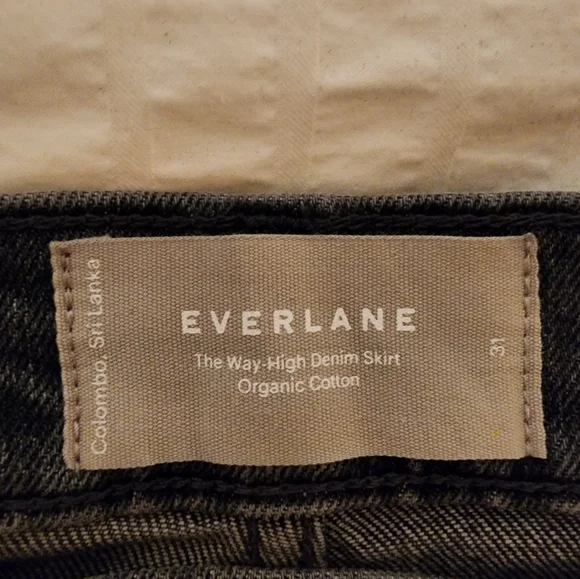 EVERLANE
The Way-High Denim Skirt
Organic Cotton
Colombo, Sri Lanka
31